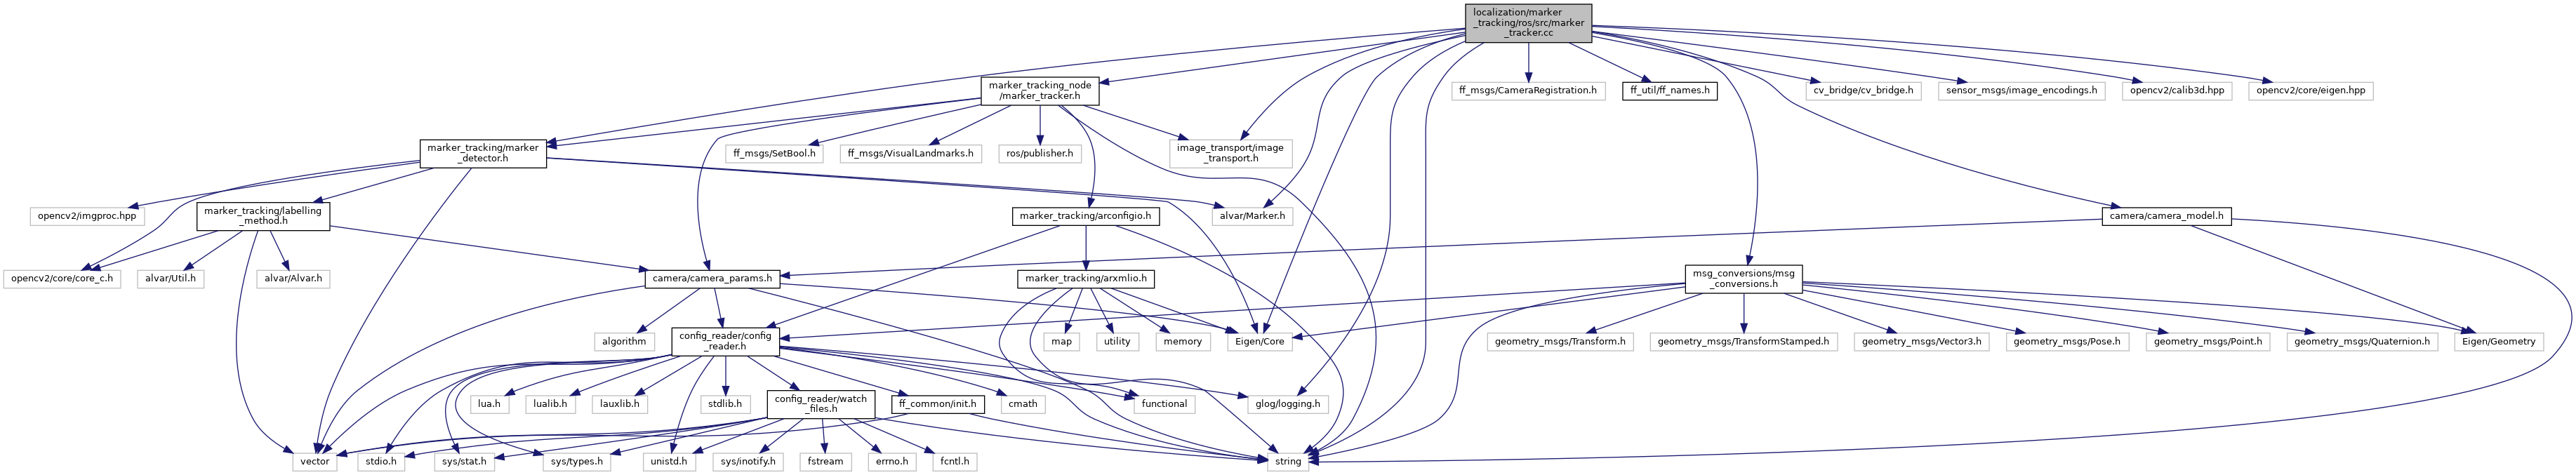 localization/marker
_tracking/ros/src/marker
_tracker.cc
marker_tracking_node
/marker_tracker.h
ff_msgs/CameraRegistration.h
ff_util/ff_names.h
cv_bridge/cv_bridge.h
sensor_msgs/image_encodings.h
opencv2/calib3d.hpp
opencv2/core/eigen.hpp
marker_tracking/marker
_detector.h
ff_msgs/SetBool.h
ff_msgs/VisualLandmarks.h
ros/publisher.h
image_transport/image
_transport.h
opencv2/imgproc.hpp
marker_tracking/labelling
_method.h
marker_tracking/arconfigio.h
alvar/Marker.h
camera/camera_model.h
opencv2/core/core_c.h
alvar/Util.h
alvar/Alvar.h
camera/camera_params.h
marker_tracking/arxmlio.h
msg_conversions/msg
_conversions.h
algorithm
config_reader/config
_reader.h
map
utility
memory
Eigen/Core
geometry_msgs/Transform.h
geometry_msgs/TransformStamped.h
geometry_msgs/Vector3.h
geometry_msgs/Pose.h
geometry_msgs/Point.h
geometry_msgs/Quaternion.h
Eigen/Geometry
lua.h
lualib.h
lauxlib.h
stdlib.h
config_reader/watch
_files.h
ff_common/init.h
cmath
functional
glog/logging.h
vector
stdio.h
sys/stat.h
sys/types.h
unistd.h
sys/inotify.h
fstream
errno.h
fcntl.h
string